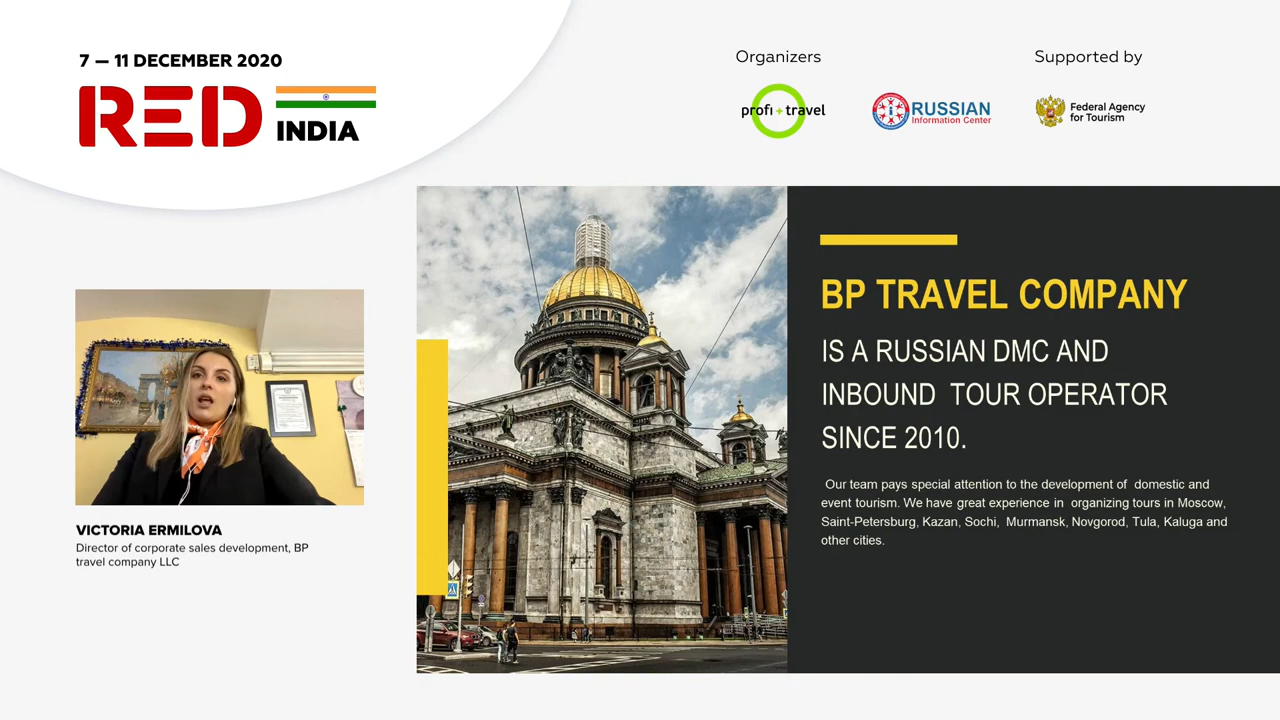 7 — 11 DECEMBER 2020
RED
INDIA
Organizers
Supported by
profi travel
RUSSIAN
Information Center
Federal Agency
for Tourism
BP TRAVEL COMPANY
IS A RUSSIAN DMC AND
INBOUND TOUR OPERATOR
SINCE 2010.
Our team pays special attention to the development of domestic and
event tourism. We have great experience in organizing tours in Moscow,
Saint-Petersburg, Kazan, Sochi, Murmansk, Novgorod, Tula, Kaluga and
other cities.
VICTORIA ERMILOVA
Director of corporate sales development, BP
travel company LLC